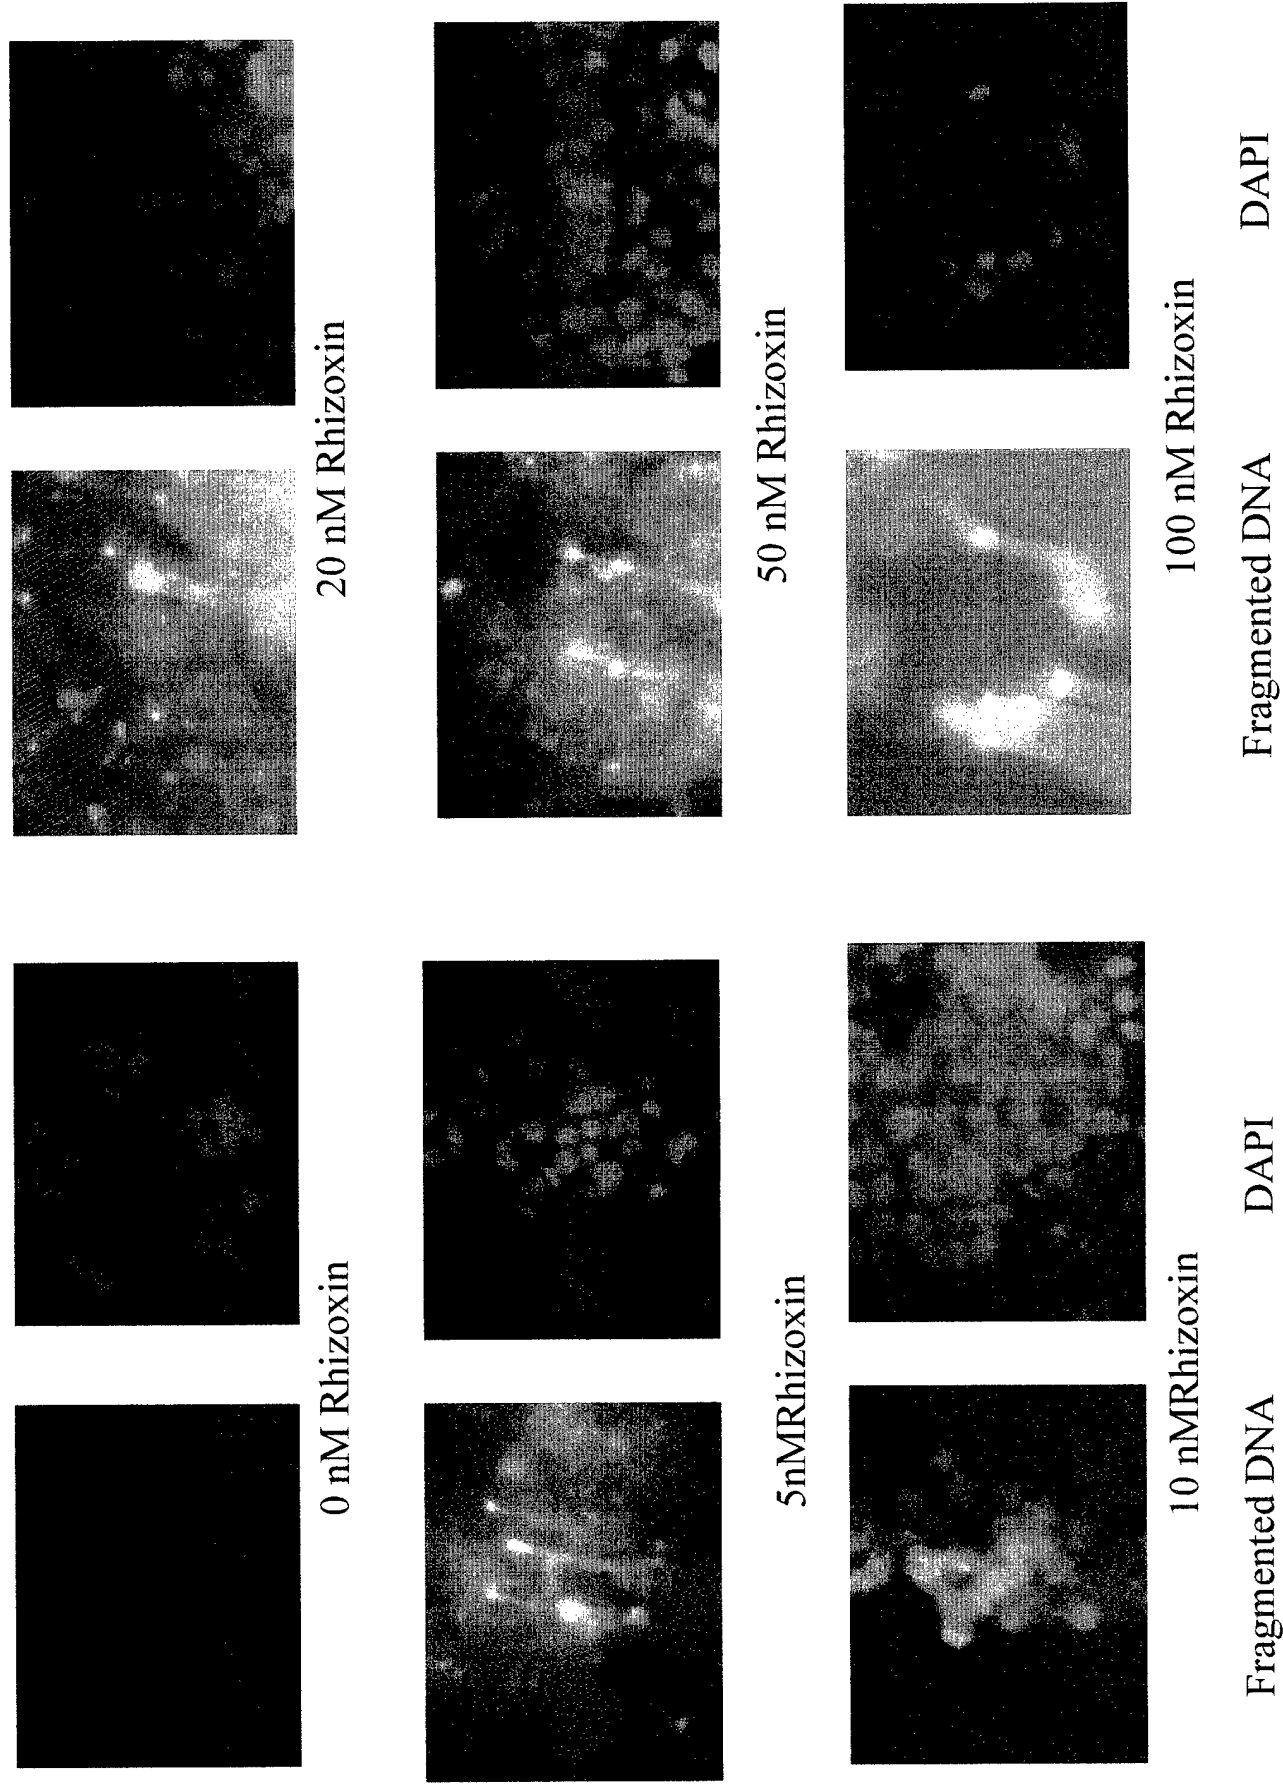 0 nM Rhizoxin
20 nM Rhizoxin
5nMRhizoxin
50 nM Rhizoxin
10 nMRhizoxin
100 nM Rhizoxin
Fragmented DNA
DAPI
Fragmented DNA
DAPI